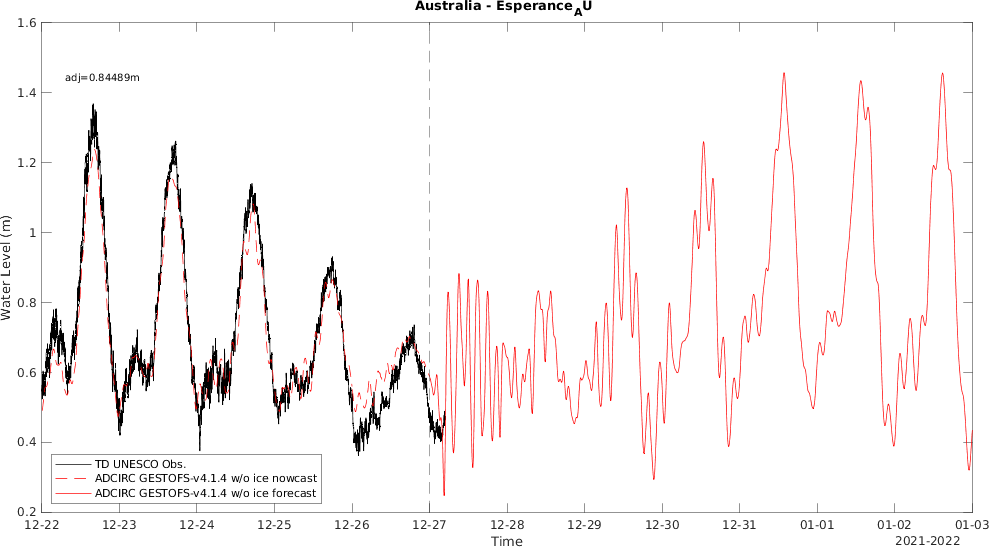 Australia - Esperance_AU
adj=0.84489m
Water Level (m)
1.6
1.4
1.2
1
0.8
0.6
0.4
0.2
TD UNESCO Obs.
ADCIRC GESTOFS-v4.1.4 w/o ice nowcast
ADCIRC GESTOFS-v4.1.4 w/o ice forecast
12-22 12-23 12-24 12-25 12-26 12-27 12-28 12-29 12-30 12-31 01-01 01-02 01-03
Time
2021-2022